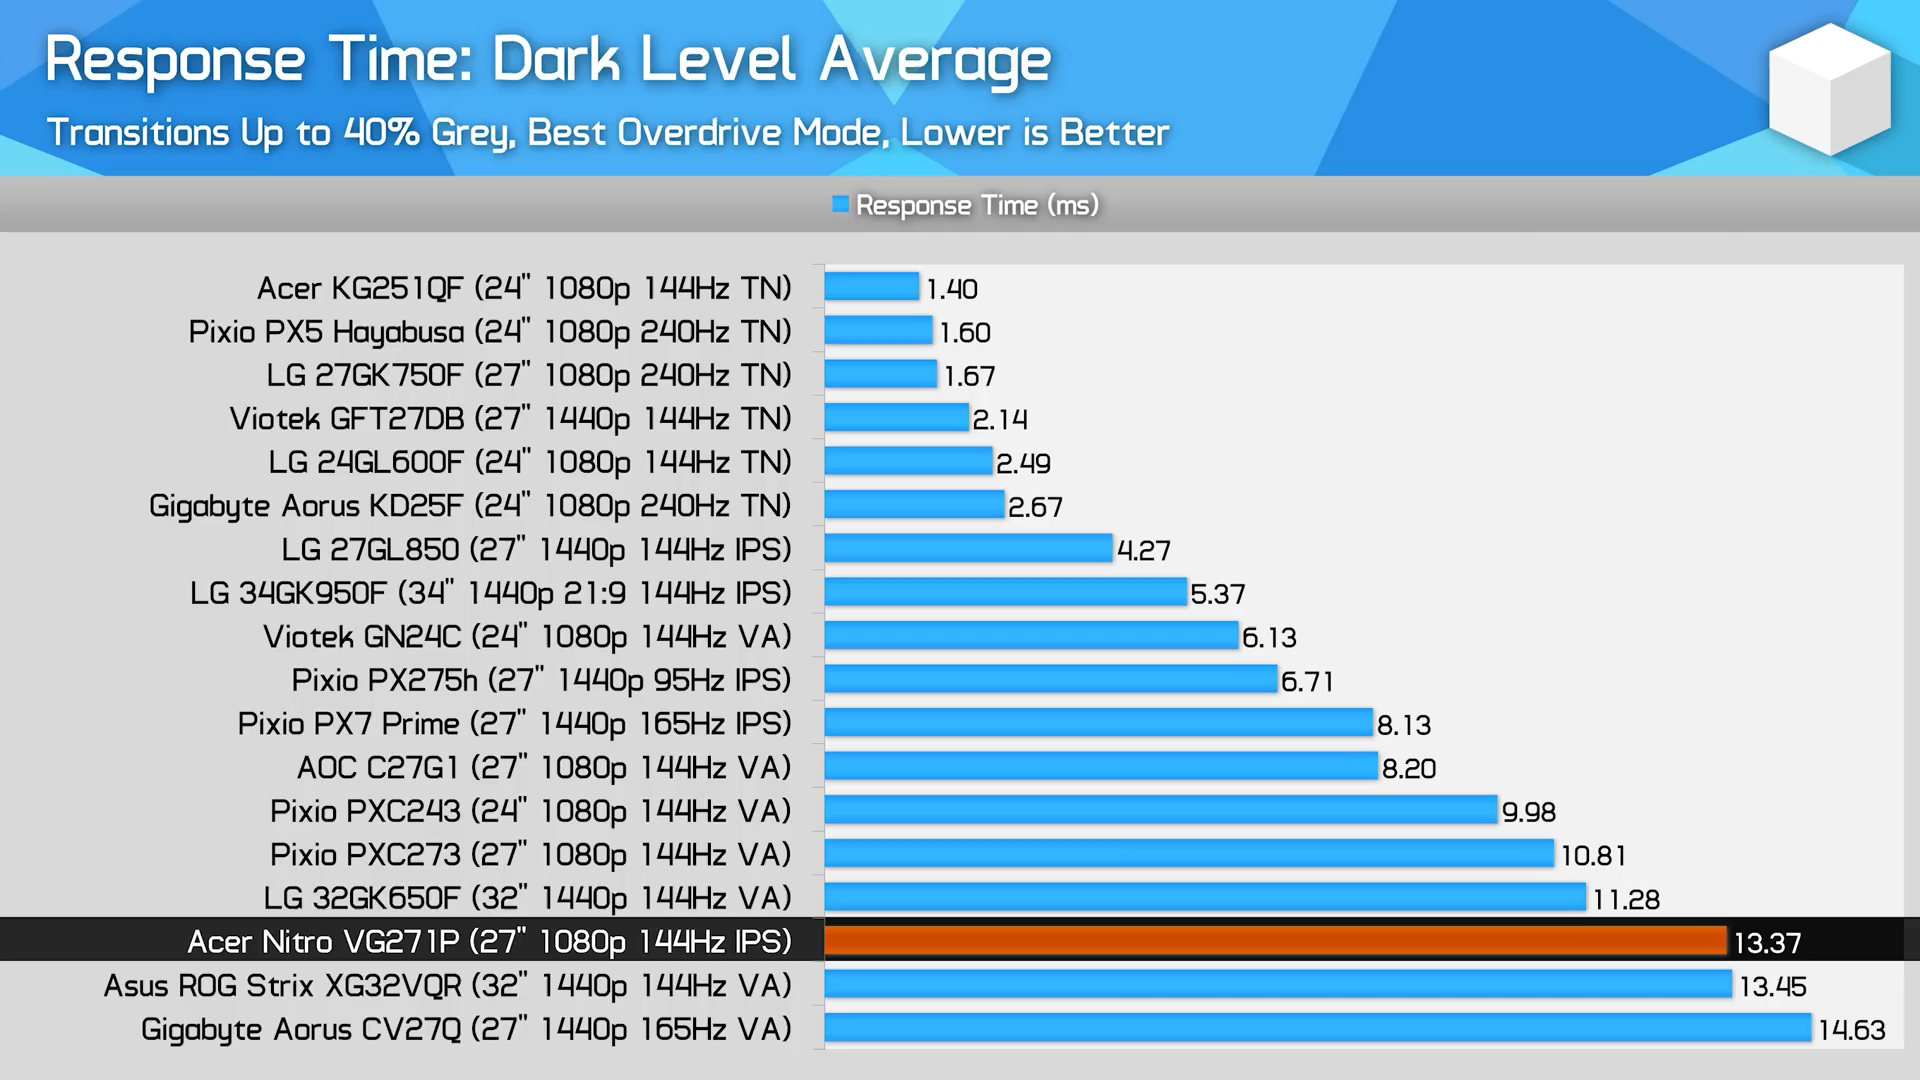 Response Time: Dark Level Average
Transitions Up to 40% Grey, Best Overdrive Mode, Lower is Better
Response Time (ms)
Acer KG251QF (24" 1080p 144Hz TN) 1.40
Pixio PX5 Hayabusa (24" 1080p 240Hz TN) 1.60
LG 27GK750F (27" 1080p 240Hz TN) 1.67
Viotek GFT27DB (27" 1440p 144Hz TN) 2.14
LG 24GL600F (24" 1080p 144Hz TN) 2.49
Gigabyte Aorus KD25F (24" 1080p 240Hz TN) 2.67
LG 27GL850 (27" 1440p 144Hz IPS) 4.27
LG 34GK950F (34" 1440p 21:9 144Hz IPS) 5.37
Viotek GN24C (24" 1080p 144Hz VA) 6.13
Pixio PX275h (27" 1440p 95Hz IPS) 6.71
Pixio PX7 Prime (27" 1440p 165Hz IPS) 8.13
AOC C27G1 (27" 1080p 144Hz VA) 8.20
Pixio PXC243 (24" 1080p 144Hz VA) 9.98
Pixio PXC273 (27" 1080p 144Hz VA) 10.81
LG 32GK650F (32" 1440p 144Hz VA) 11.28
Acer Nitro VG271P (27" 1080p 144Hz IPS) 13.37
Asus ROG Strix XG32VQR (32" 1440p 144Hz VA) 13.45
Gigabyte Aorus CV27Q (27" 1440p 165Hz VA) 14.63